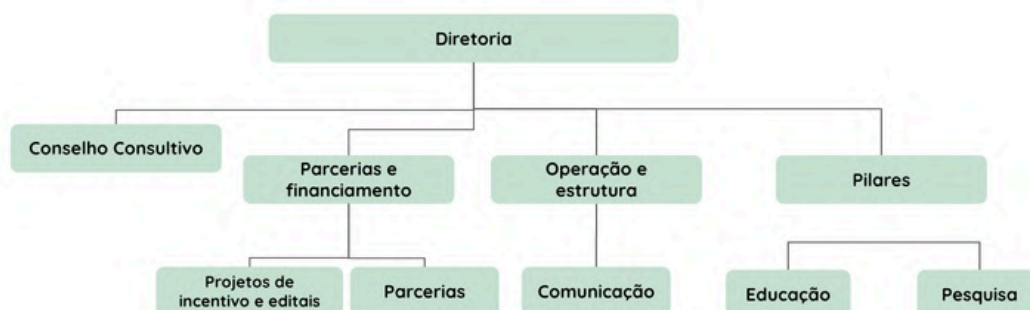 Diretoria
Conselho Consultivo
Parcerias e
financiamento
Operação e
estrutura
Pilares
Projetos de
incentivo e editais
Parcerias
Comunicação
Educação
Pesquisa